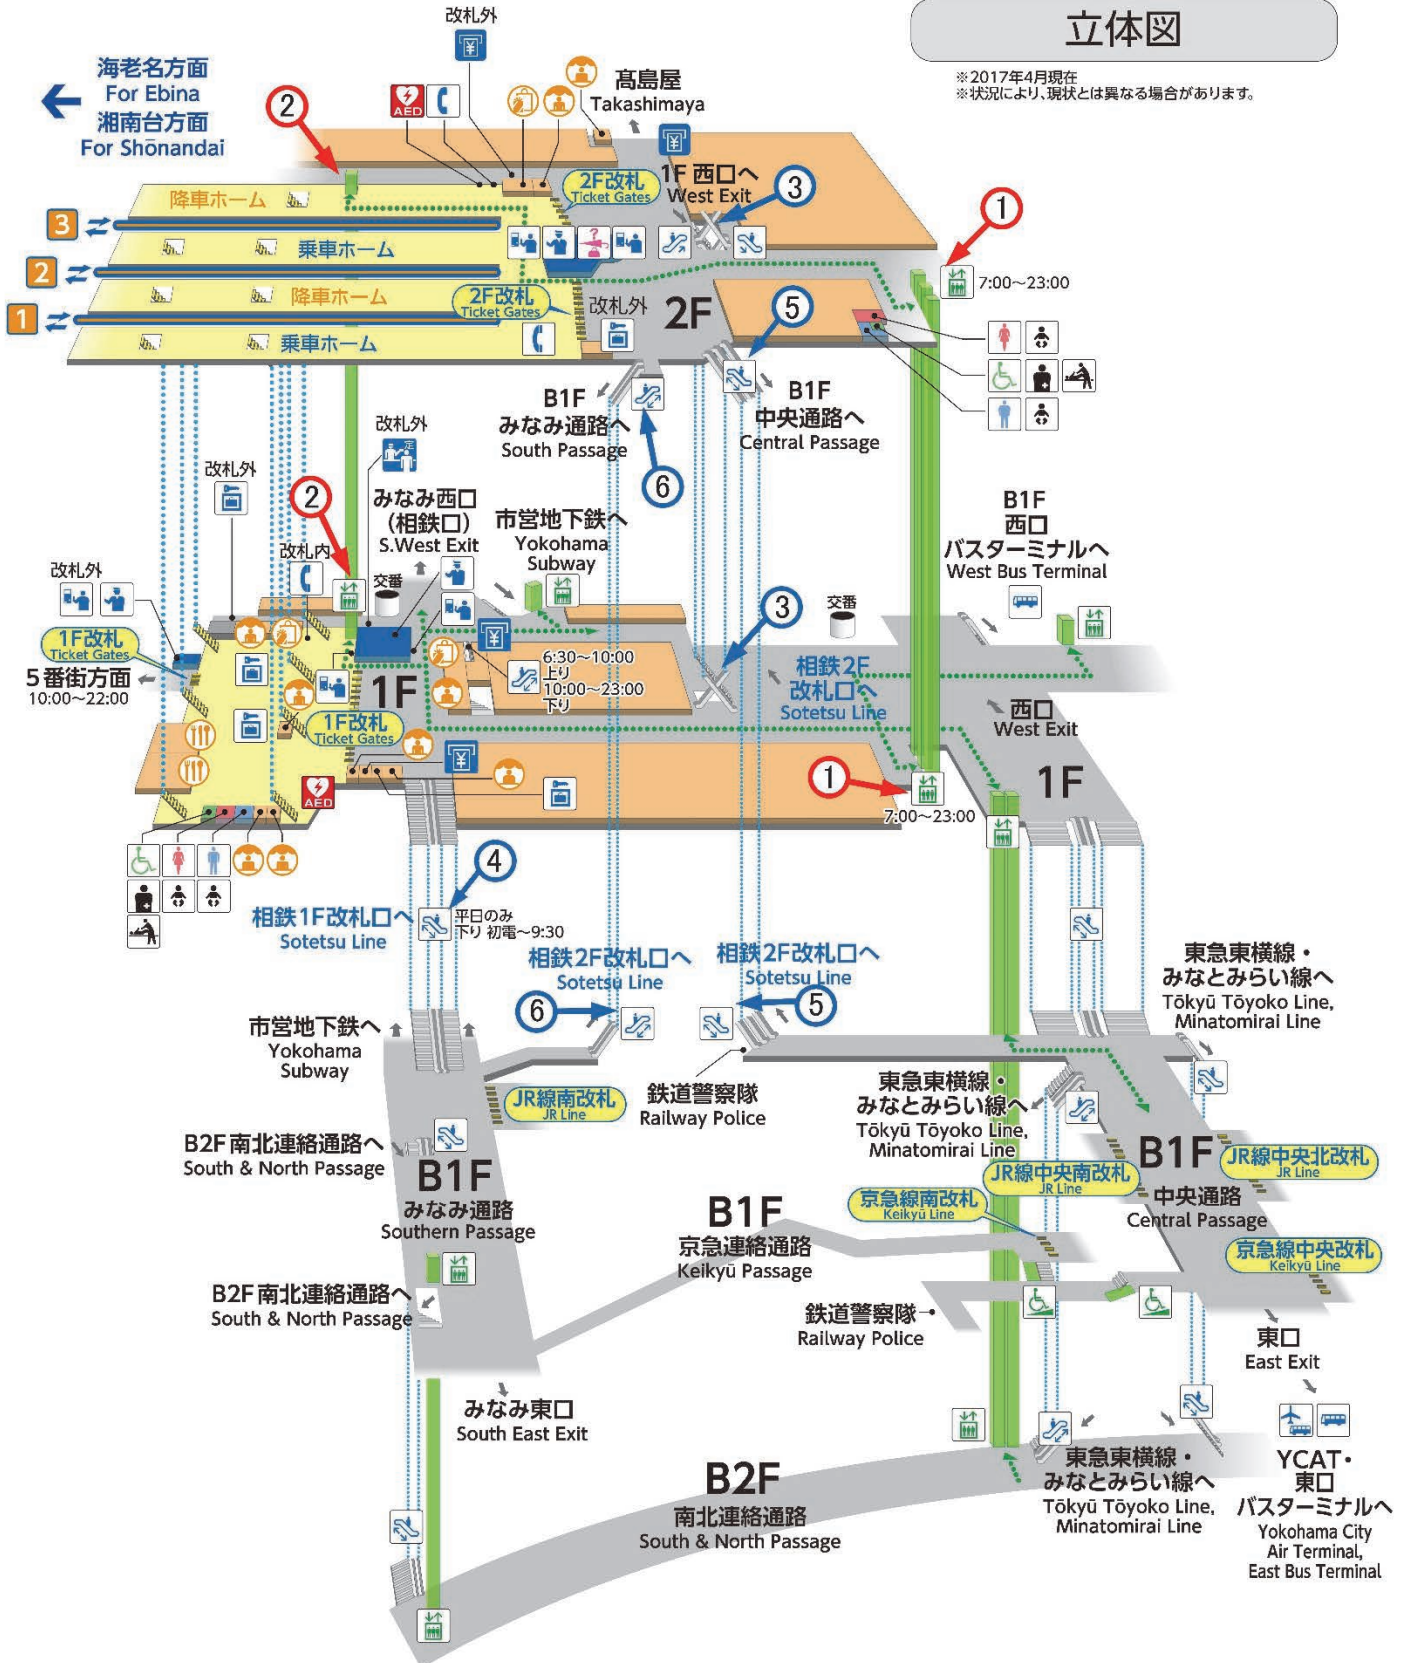 立体図
※2017年4月現在
※状況により、現状とは異なる場合があります。
海老名方面
For Ebina
湘南台方面
For Shōnandai
改札外
¥
②
AED
髙島屋
Takashimaya
¥
1F 西口へ
West Exit
③
①
7:00～23:00
2F改札
Ticket Gates
降車ホーム
3
乗車ホーム
2
降車ホーム
1
乗車ホーム
2F改札
Ticket Gates
改札外
2F
⑤
?
B1F
みなみ通路へ
South Passage
⑥
B1F
中央通路へ
Central Passage
改札外
定
改札外
②
みなみ西口
(相鉄口)
S.West Exit
市営地下鉄へ
Yokohama
Subway
B1F
西口
バスターミナルへ
West Bus Terminal
改札内
改札外
交番
交番
③
1F改札
Ticket Gates
5番街方面
10:00～22:00
¥
6:30～10:00
上り
10:00～23:00
下り
相鉄2F
改札口へ
Sotetsu Line
1F
1F改札
Ticket Gates
西口
West Exit
1F
¥
AED
①
7:00～23:00
④
相鉄1F改札口へ
Sotetsu Line
平日のみ
下り 初電～9:30
相鉄2F改札口へ
Sotetsu Line
⑥
相鉄2F改札口へ
Sotetsu Line
⑤
東急東横線・
みなとみらい線へ
Tōkyū Tōyoko Line,
Minatomirai Line
市営地下鉄へ
Yokohama
Subway
JR線南改札
JR Line
鉄道警察隊
Railway Police
東急東横線・
みなとみらい線へ
Tōkyū Tōyoko Line,
Minatomirai Line
B2F 南北連絡通路へ
South & North Passage
B1F
みなみ通路
Southern Passage
JR線中央南改札
JR Line
B1F
中央通路
Central Passage
JR線中央北改札
JR Line
京急線南改札
Keikyū Line
B1F
京急連絡通路
Keikyū Passage
京急線中央改札
Keikyū Line
B2F 南北連絡通路へ
South & North Passage
鉄道警察隊
Railway Police
東口
East Exit
みなみ東口
South East Exit
B2F
南北連絡通路
South & North Passage
東急東横線・
みなとみらい線へ
Tōkyū Tōyoko Line,
Minatomirai Line
YCAT・
東口
バスターミナルへ
Yokohama City
Air Terminal,
East Bus Terminal